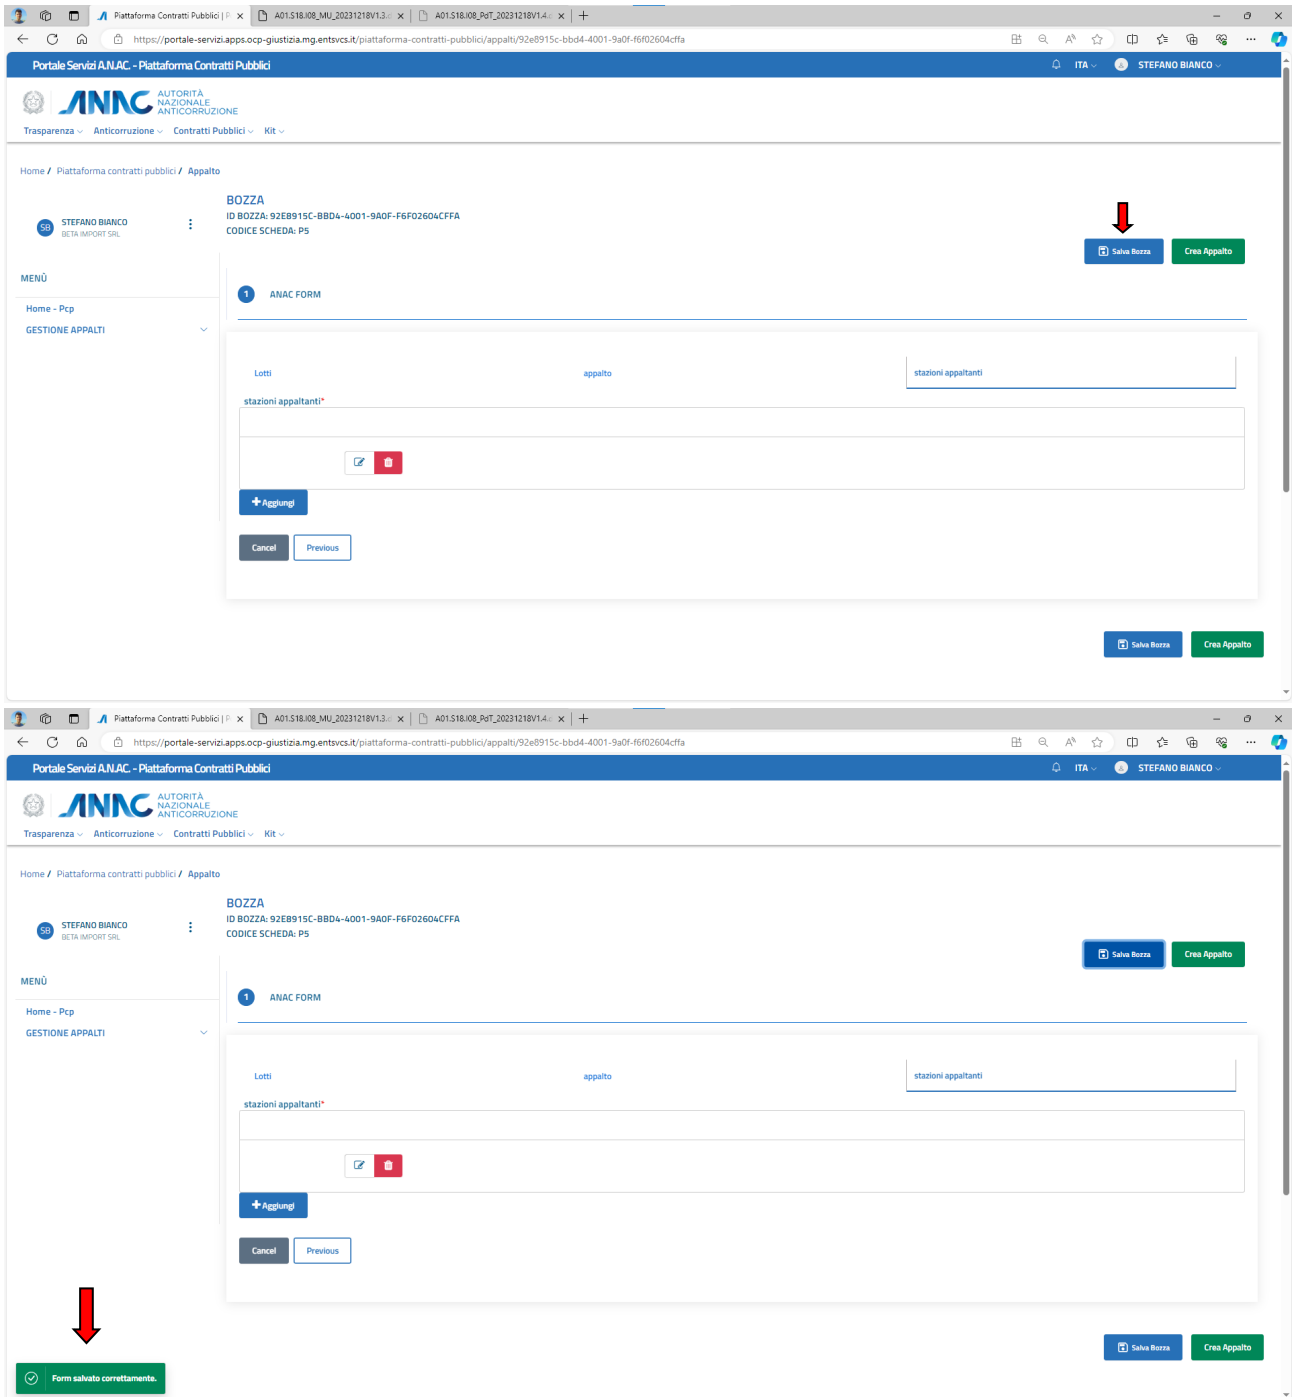 Piattaforma Contratti Pubblici | P
A01.S18.I08_MU_20231218V1.3.c
A01.S18.I08_PdT_20231218V1.4.c
https://portale-servizi.apps.ocp-giustizia.mg.entsvcs.it/piattaforma-contratti-pubblici/appalti/92e8915c-bbd4-4001-9a0f-f6f02604cffa
Portale Servizi A.N.AC. - Piattaforma Contratti Pubblici
ITA
STEFANO BIANCO
ANAC
AUTORITÀ
NAZIONALE
ANTICORRUZIONE
Trasparenza Anticorruzione Contratti Pubblici Kit
Home / Piattaforma contratti pubblici / Appalto
BOZZA
ID BOZZA: 92E8915C-BBD4-4001-9A0F-F6F02604CFFA
CODICE SCHEDA: P5
SB
STEFANO BIANCO
BETA IMPORT SRL
Salva Bozza
Crea Appalto
MENÙ
1
ANAC FORM
Home - Pcp
GESTIONE APPALTI
Lotti
appalto
stazioni appaltanti
stazioni appaltanti*
+ Aggiungi
Cancel
Previous
Salva Bozza
Crea Appalto
Piattaforma Contratti Pubblici | P
A01.S18.I08_MU_20231218V1.3.c
A01.S18.I08_PdT_20231218V1.4.c
https://portale-servizi.apps.ocp-giustizia.mg.entsvcs.it/piattaforma-contratti-pubblici/appalti/92e8915c-bbd4-4001-9a0f-f6f02604cffa
Portale Servizi A.N.AC. - Piattaforma Contratti Pubblici
ITA
STEFANO BIANCO
ANAC
AUTORITÀ
NAZIONALE
ANTICORRUZIONE
Trasparenza Anticorruzione Contratti Pubblici Kit
Home / Piattaforma contratti pubblici / Appalto
BOZZA
ID BOZZA: 92E8915C-BBD4-4001-9A0F-F6F02604CFFA
CODICE SCHEDA: P5
SB
STEFANO BIANCO
BETA IMPORT SRL
Salva Bozza
Crea Appalto
MENÙ
1
ANAC FORM
Home - Pcp
GESTIONE APPALTI
Lotti
appalto
stazioni appaltanti
stazioni appaltanti*
+ Aggiungi
Cancel
Previous
Salva Bozza
Crea Appalto
Form salvato correttamente.